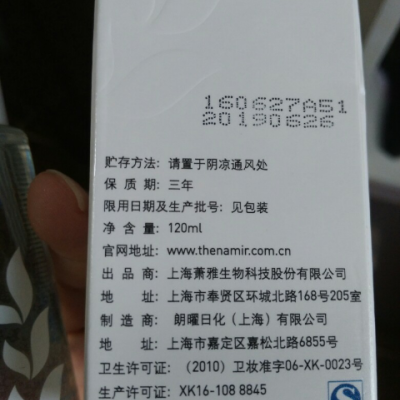 160627A51
20190626
贮存方法：请置于阴凉通风处
保 质 期：三年
限用日期及生产批号：见包装
净 含 量：120ml
官网地址：www.thenamir.com.cn
出 品 商：上海萧雅生物科技股份有限公司
地 址：上海市奉贤区环城北路168号205室
制 造 商：朗曜日化（上海）有限公司
地 址：上海市嘉定区嘉松北路6855号
卫生许可证：（2010）卫妆准字06-XK-0023号
生产许可证：XK16-108 8845